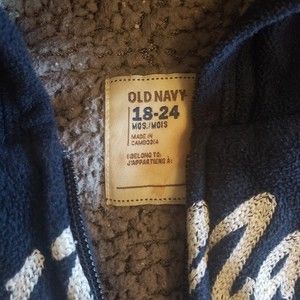 OLD NAVY
18-24
MOS./MOIS
MADE IN
CAMBODIA
I BELONG TO:
J'APPARTIENS À: